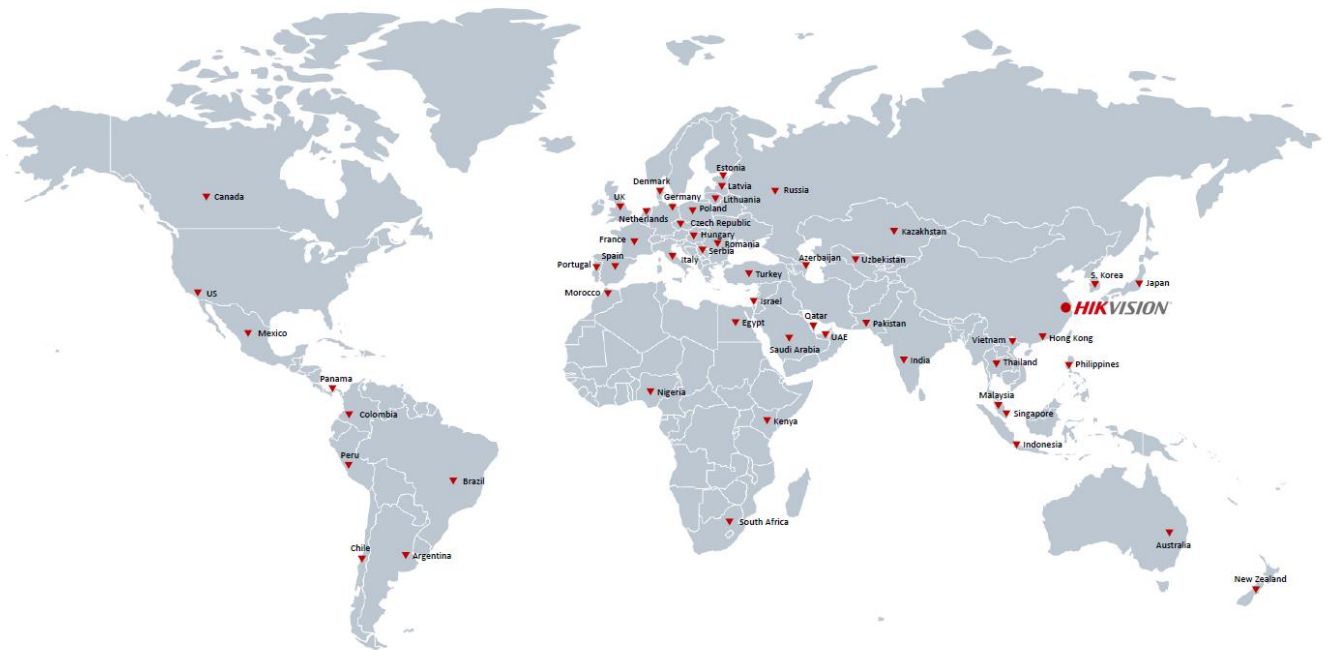 Estonia
Denmark
Latvia
Russia
Canada
UK
Germany
Lithuania
Netherlands
Poland
Czech Republic
Kazakhstan
Hungary
France
Romania
Serbia
Spain
Italy
Azerbaijan
Uzbekistan
Portugal
Turkey
S. Korea
Japan
US
Morocco
Israel
HIKVISION
Qatar
Egypt
Pakistan
Mexico
UAE
Hong Kong
Vietnam
Saudi Arabia
India
Thailand
Philippines
Panama
Nigeria
Malaysia
Colombia
Singapore
Kenya
Indonesia
Peru
Brazil
South Africa
Australia
Chile
Argentina
New Zealand